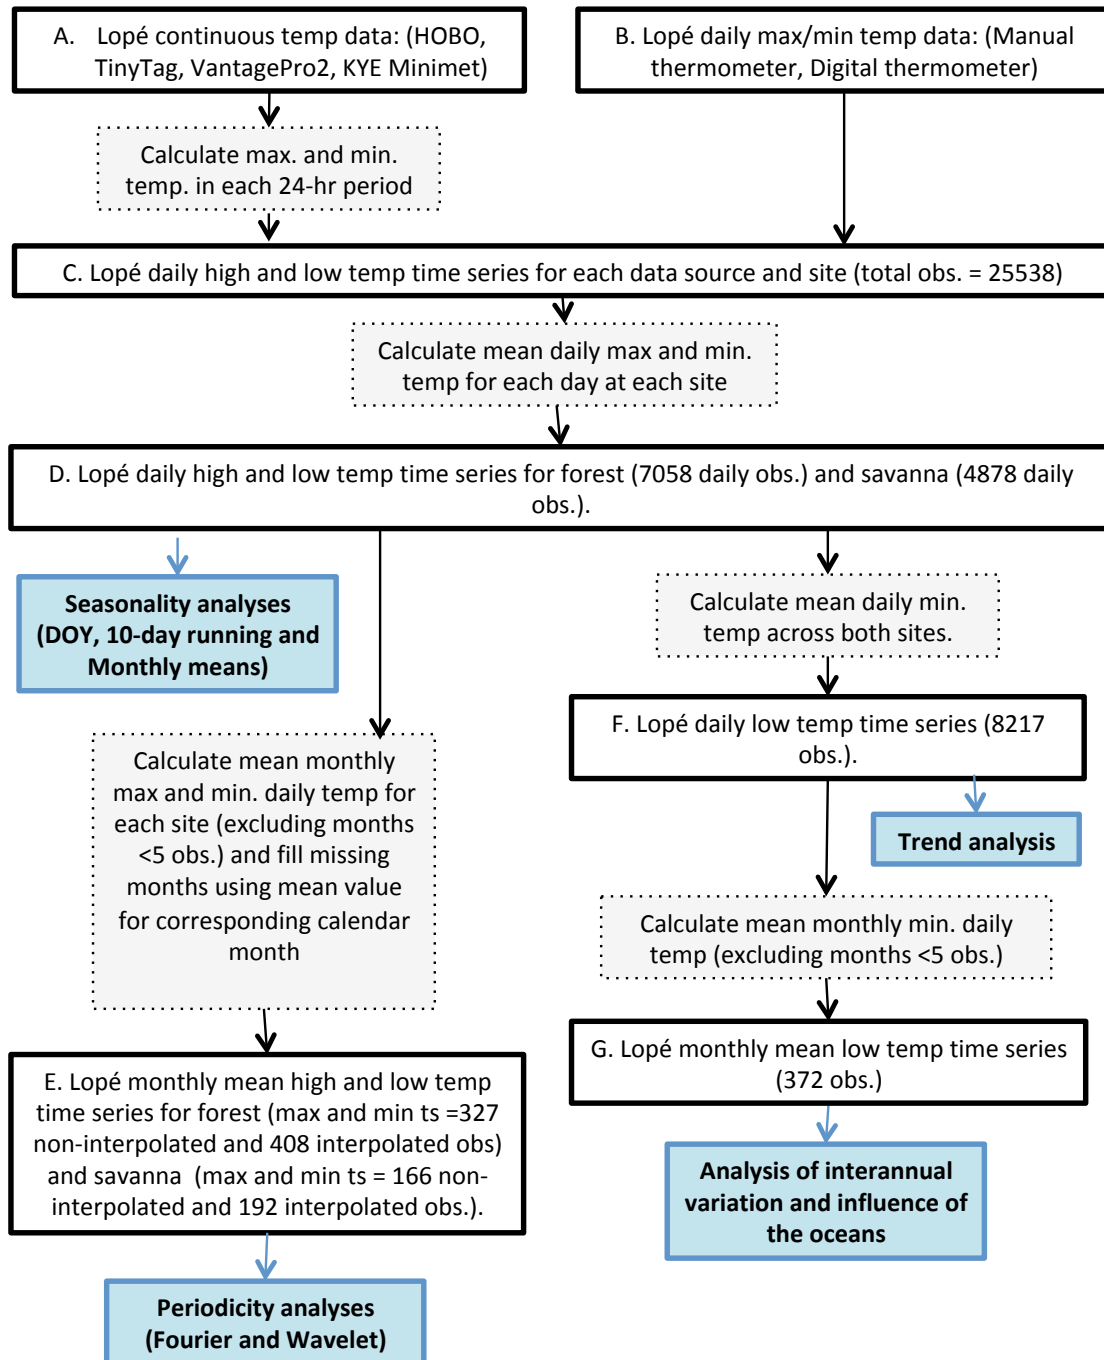 A. Lopé continuous temp data: (HOBO,
TinyTag, VantagePro2, KYE Minimet)
B. Lopé daily max/min temp data: (Manual
thermometer, Digital thermometer)
Calculate max. and min.
temp. in each 24-hr period
C. Lopé daily high and low temp time series for each data source and site (total obs. = 25538)
Calculate mean daily max and min.
temp for each day at each site
D. Lopé daily high and low temp time series for forest (7058 daily obs.) and savanna (4878 daily
obs.).
Seasonality analyses
(DOY, 10-day running and
Monthly means)
Calculate mean daily min.
temp across both sites.
F. Lopé daily low temp time series (8217
obs.).
Trend analysis
Calculate mean monthly
max and min. daily temp for
each site (excluding months
<5 obs.) and fill missing
months using mean value
for corresponding calendar
month
Calculate mean monthly min. daily
temp (excluding months <5 obs.)
G. Lopé monthly mean low temp time series
(372 obs.)
E. Lopé monthly mean high and low temp
time series for forest (max and min ts =327
non-interpolated and 408 interpolated obs)
and savanna (max and min ts = 166 non-
interpolated and 192 interpolated obs.).
Analysis of interannual
variation and influence of
the oceans
Periodicity analyses
(Fourier and Wavelet)